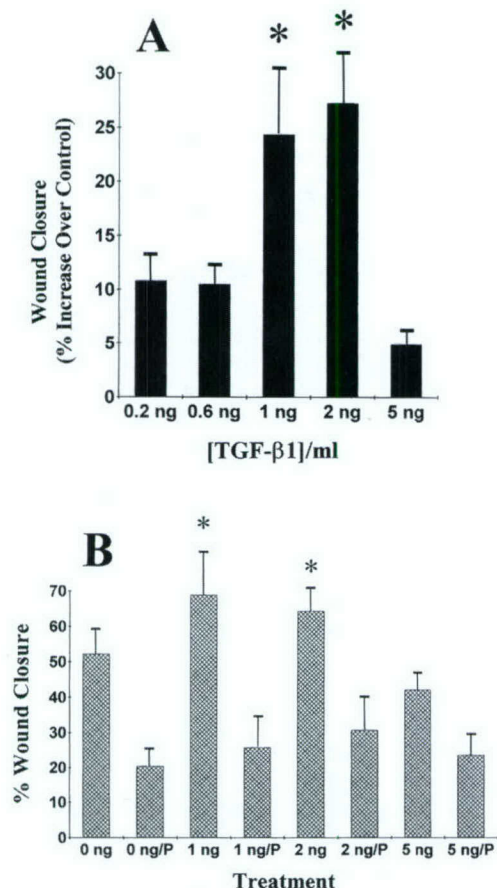 A
* *
30
25
20
15
10
5
0
Wound Closure
(% Increase Over Control)
0.2 ng 0.6 ng 1 ng 2 ng 5 ng
[TGF-β1]/ml
B
* *
70
60
50
40
30
20
10
0
% Wound Closure
0 ng 0 ng/P 1 ng 1 ng/P 2 ng 2 ng/P 5 ng 5 ng/P
Treatment